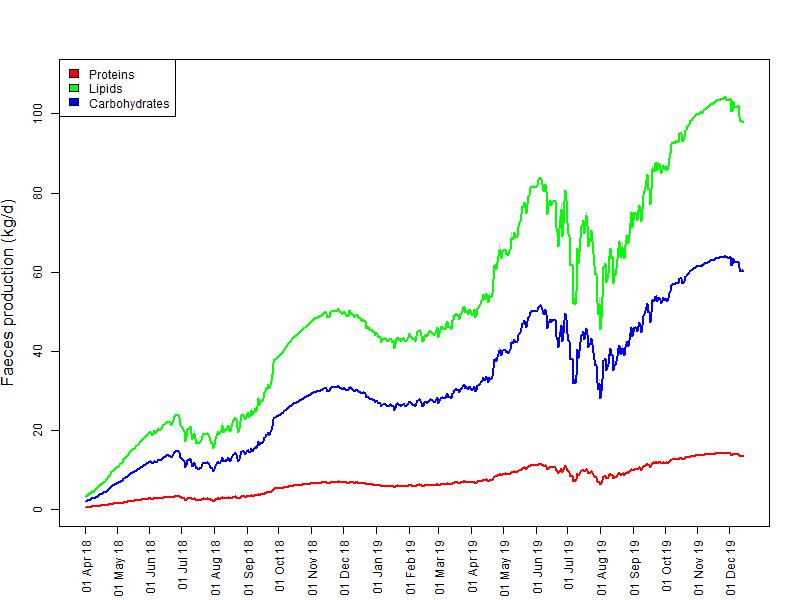 Proteins
Lipids
Carbohydrates
Faeces production (kg/d)
100
80
60
40
20
0
01 Apr 18
01 May 18
01 Jun 18
01 Jul 18
01 Aug 18
01 Sep 18
01 Oct 18
01 Nov 18
01 Dec 18
01 Jan 19
01 Feb 19
01 Mar 19
01 Apr 19
01 May 19
01 Jun 19
01 Jul 19
01 Aug 19
01 Sep 19
01 Oct 19
01 Nov 19
01 Dec 19